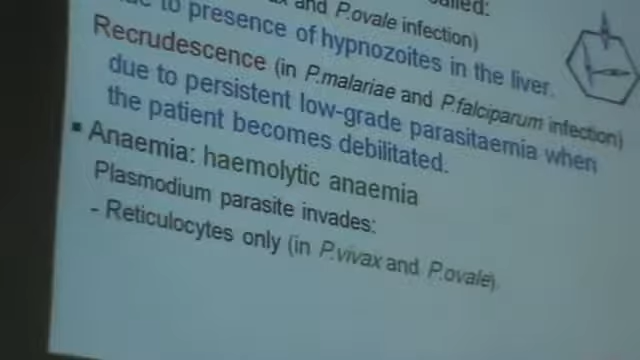 and P.ovale infection)
to presence of hypnozoites in the liver.
Recrudescence (in P.malariae and P.falciparum infection)
due to persistent low-grade parasitaemia when
the patient becomes debilitated.
▪ Anaemia: haemolytic anaemia
Plasmodium parasite invades:
- Reticulocytes only (in P.vivax and P.ovale).